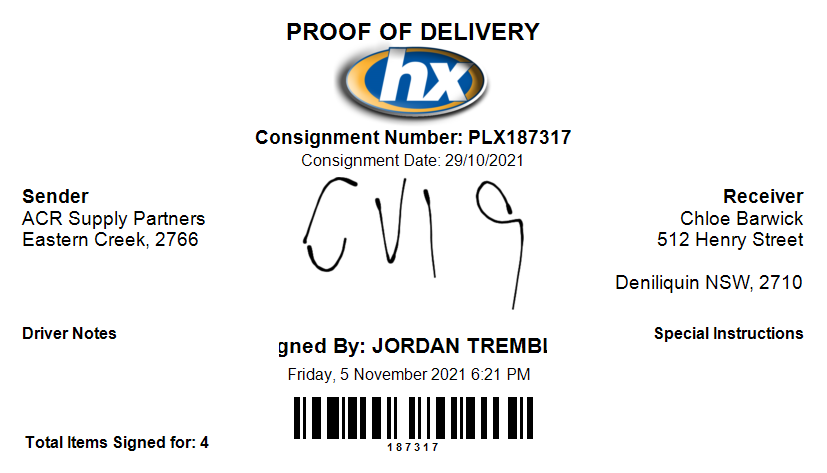 PROOF OF DELIVERY
hx
Consignment Number: PLX187317
Consignment Date: 29/10/2021
Sender
ACR Supply Partners
Eastern Creek, 2766
Receiver
Chloe Barwick
512 Henry Street
Deniliquin NSW, 2710
CV19
Driver Notes
Special Instructions
gned By: JORDAN TREMBL
Friday, 5 November 2021 6:21 PM
187317
Total Items Signed for: 4